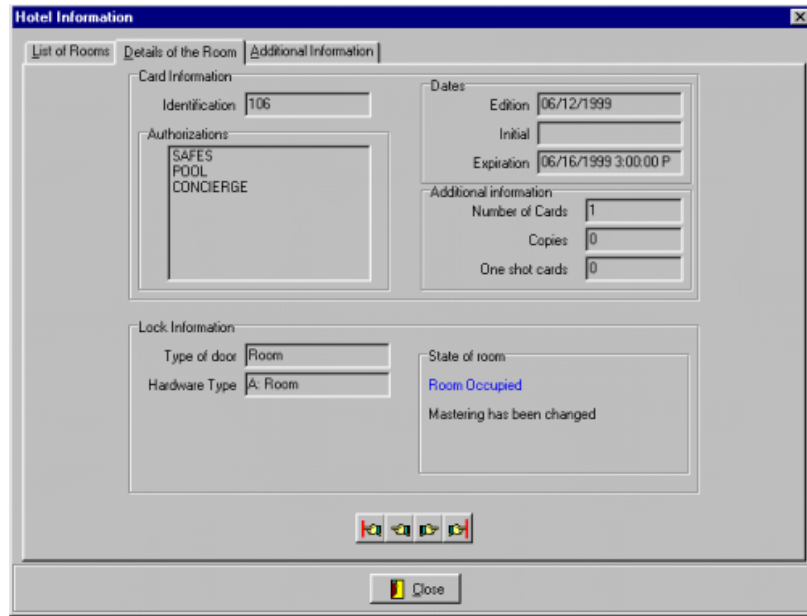 Hotel Information
List of Rooms Details of the Room Additional Information
Card Information
Identification 106
Authorizations
SAFES
POOL
CONCIERGE
Dates
Edition 06/12/1999
Initial
Expiration 06/16/1999 3:00:00 P
Additional information
Number of Cards 1
Copies 0
One shot cards 0
Lock Information
Type of door Room
Hardware Type A: Room
State of room
Room Occupied
Mastering has been changed
Close